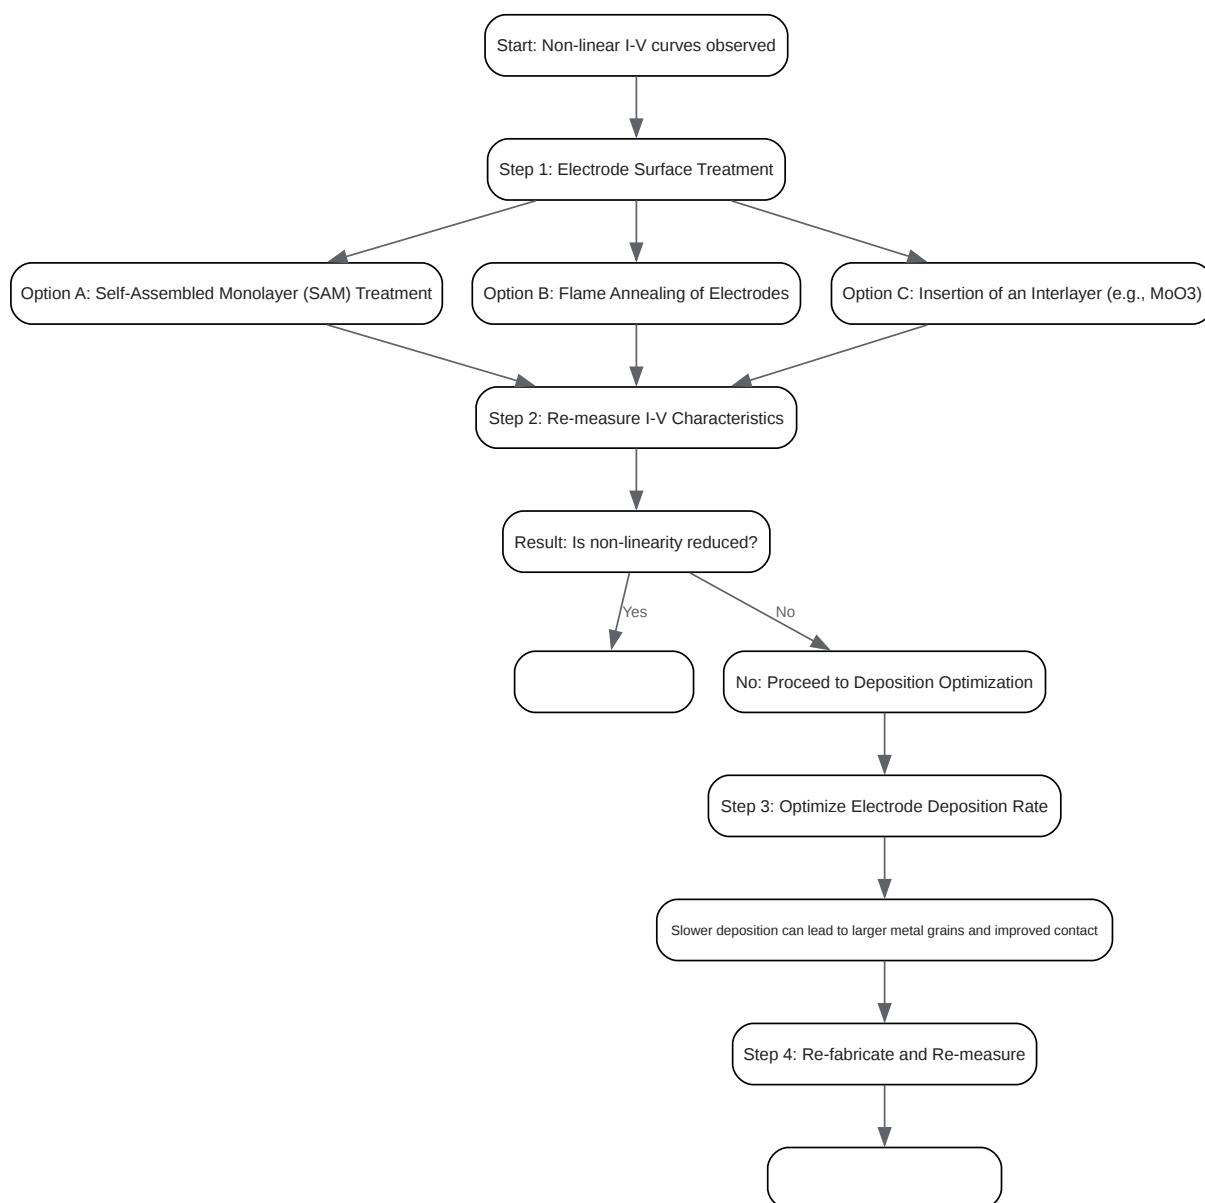 Start: Non-linear I-V curves observed
Step 1: Electrode Surface Treatment
Option A: Self-Assembled Monolayer (SAM) Treatment
Option B: Flame Annealing of Electrodes
Option C: Insertion of an Interlayer (e.g., MoO3)
Step 2: Re-measure I-V Characteristics
Result: Is non-linearity reduced?
Yes
No
No: Proceed to Deposition Optimization
Step 3: Optimize Electrode Deposition Rate
Slower deposition can lead to larger metal grains and improved contact
Step 4: Re-fabricate and Re-measure